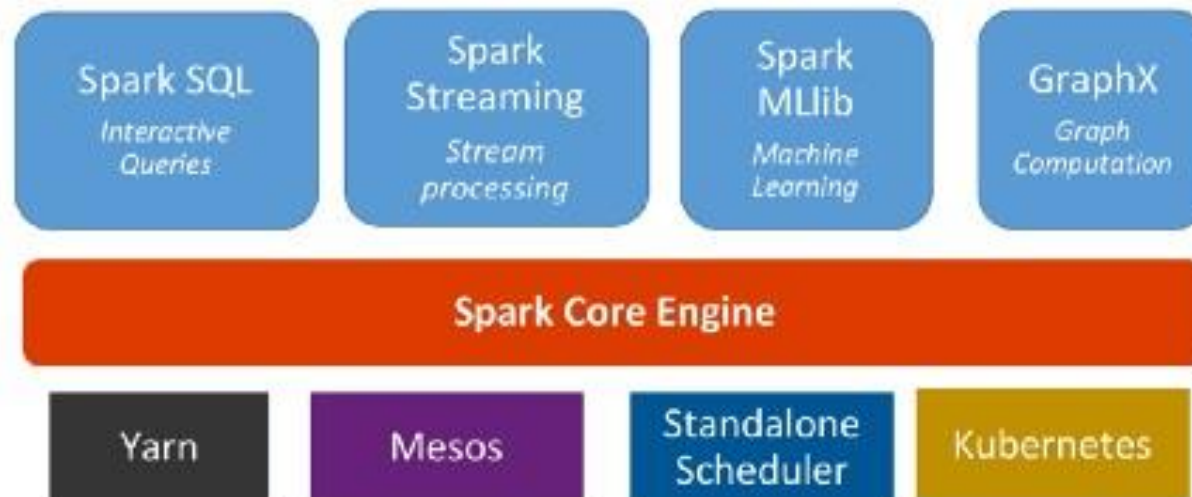 Spark SQL
Interactive
Queries
Spark
Streaming
Stream
processing
Spark
MLlib
Machine
Learning
GraphX
Graph
Computation
Spark Core Engine
Yarn
Mesos
Standalone
Scheduler
Kubernetes